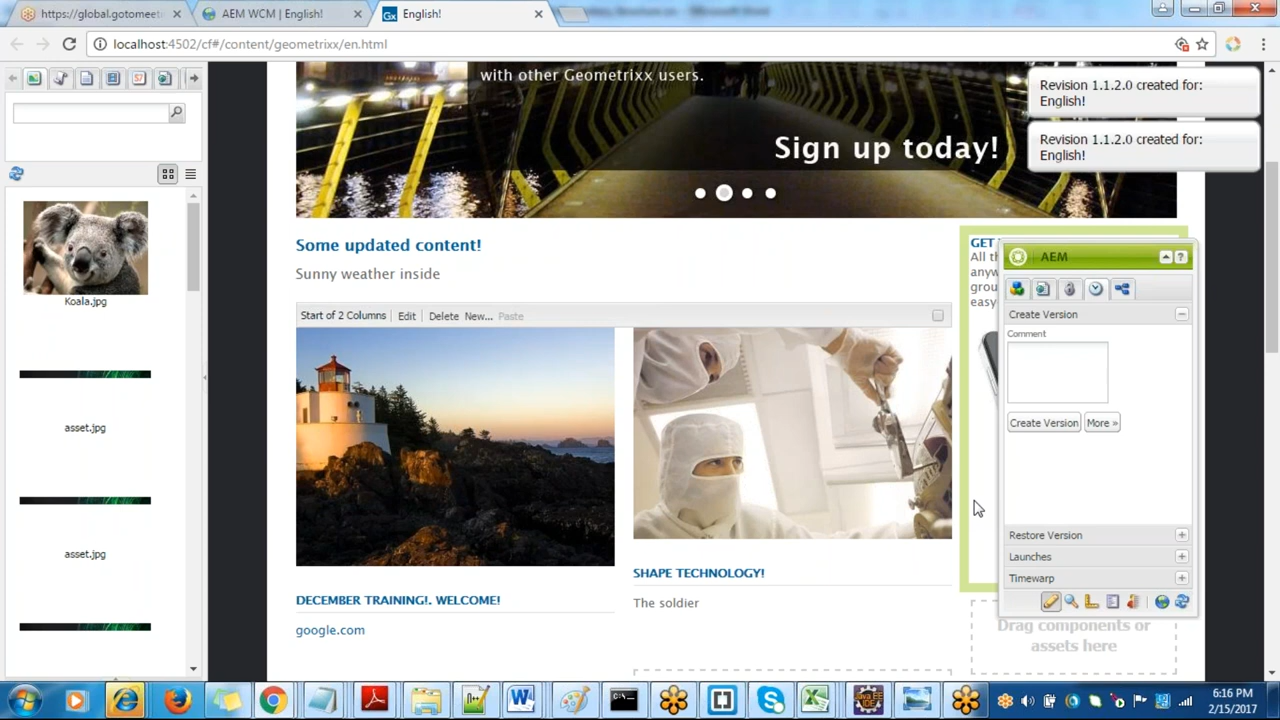 https://global.gotomeeti
AEM WCM | English!
Gx
English!
localhost:4502/cf#/content/geometrixx/en.html
with other Geometrixx users.
Sign up today!
Revision 1.1.2.0 created for:
English!
Revision 1.1.2.0 created for:
English!
Koala.jpg
asset.jpg
asset.jpg
Some updated content!
Sunny weather inside
Start of 2 Columns
Edit
Delete
New...
Paste
DECEMBER TRAINING!. WELCOME!
google.com
SHAPE TECHNOLOGY!
The soldier
GET
All th
anyw
grou
easy
AEM
?
Create Version
Comment
Create Version
More »
Restore Version
Launches
Timewarp
Drag components or
assets here
6:16 PM
2/15/2017